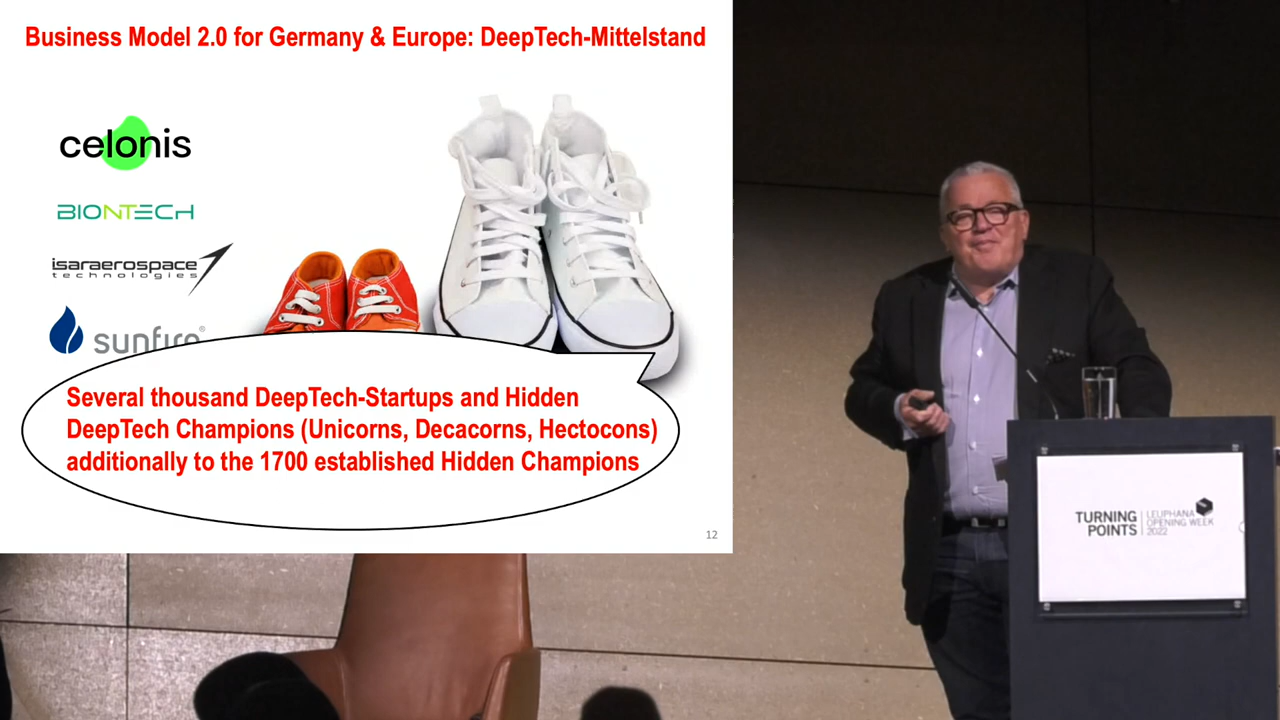 Business Model 2.0 for Germany & Europe: DeepTech-Mittelstand
celonis
BIONTECH
isaraerospace
technologies
sunfire®
Several thousand DeepTech-Startups and Hidden
DeepTech Champions (Unicorns, Decacorns, Hectocons)
additionally to the 1700 established Hidden Champions
12
TURNING
POINTS
LEUPHANA
OPENING WEEK
2022